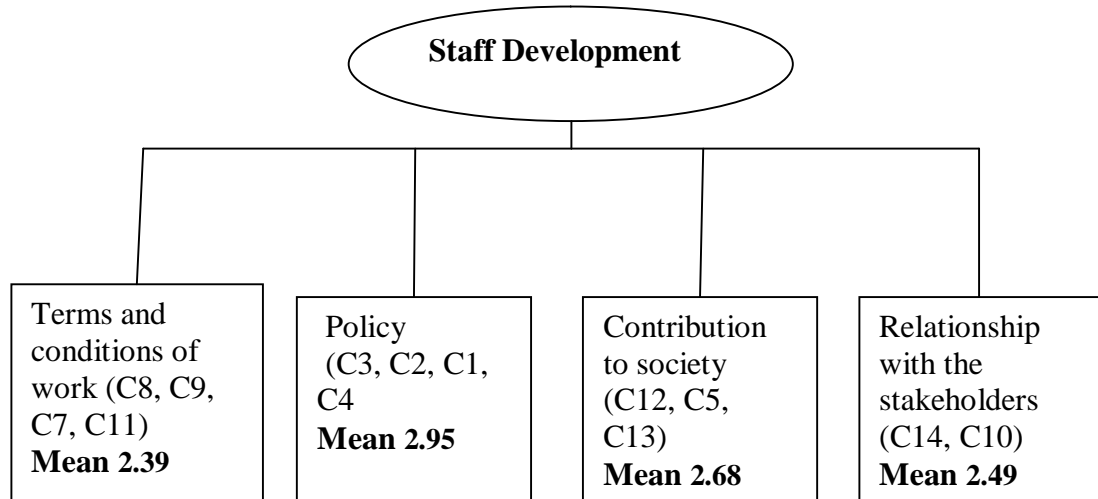 Staff Development
Terms and
conditions of
work (C8, C9,
C7, C11)
Mean 2.39
Policy
(C3, C2, C1,
C4
Mean 2.95
Contribution
to society
(C12, C5,
C13)
Mean 2.68
Relationship
with the
stakeholders
(C14, C10)
Mean 2.49